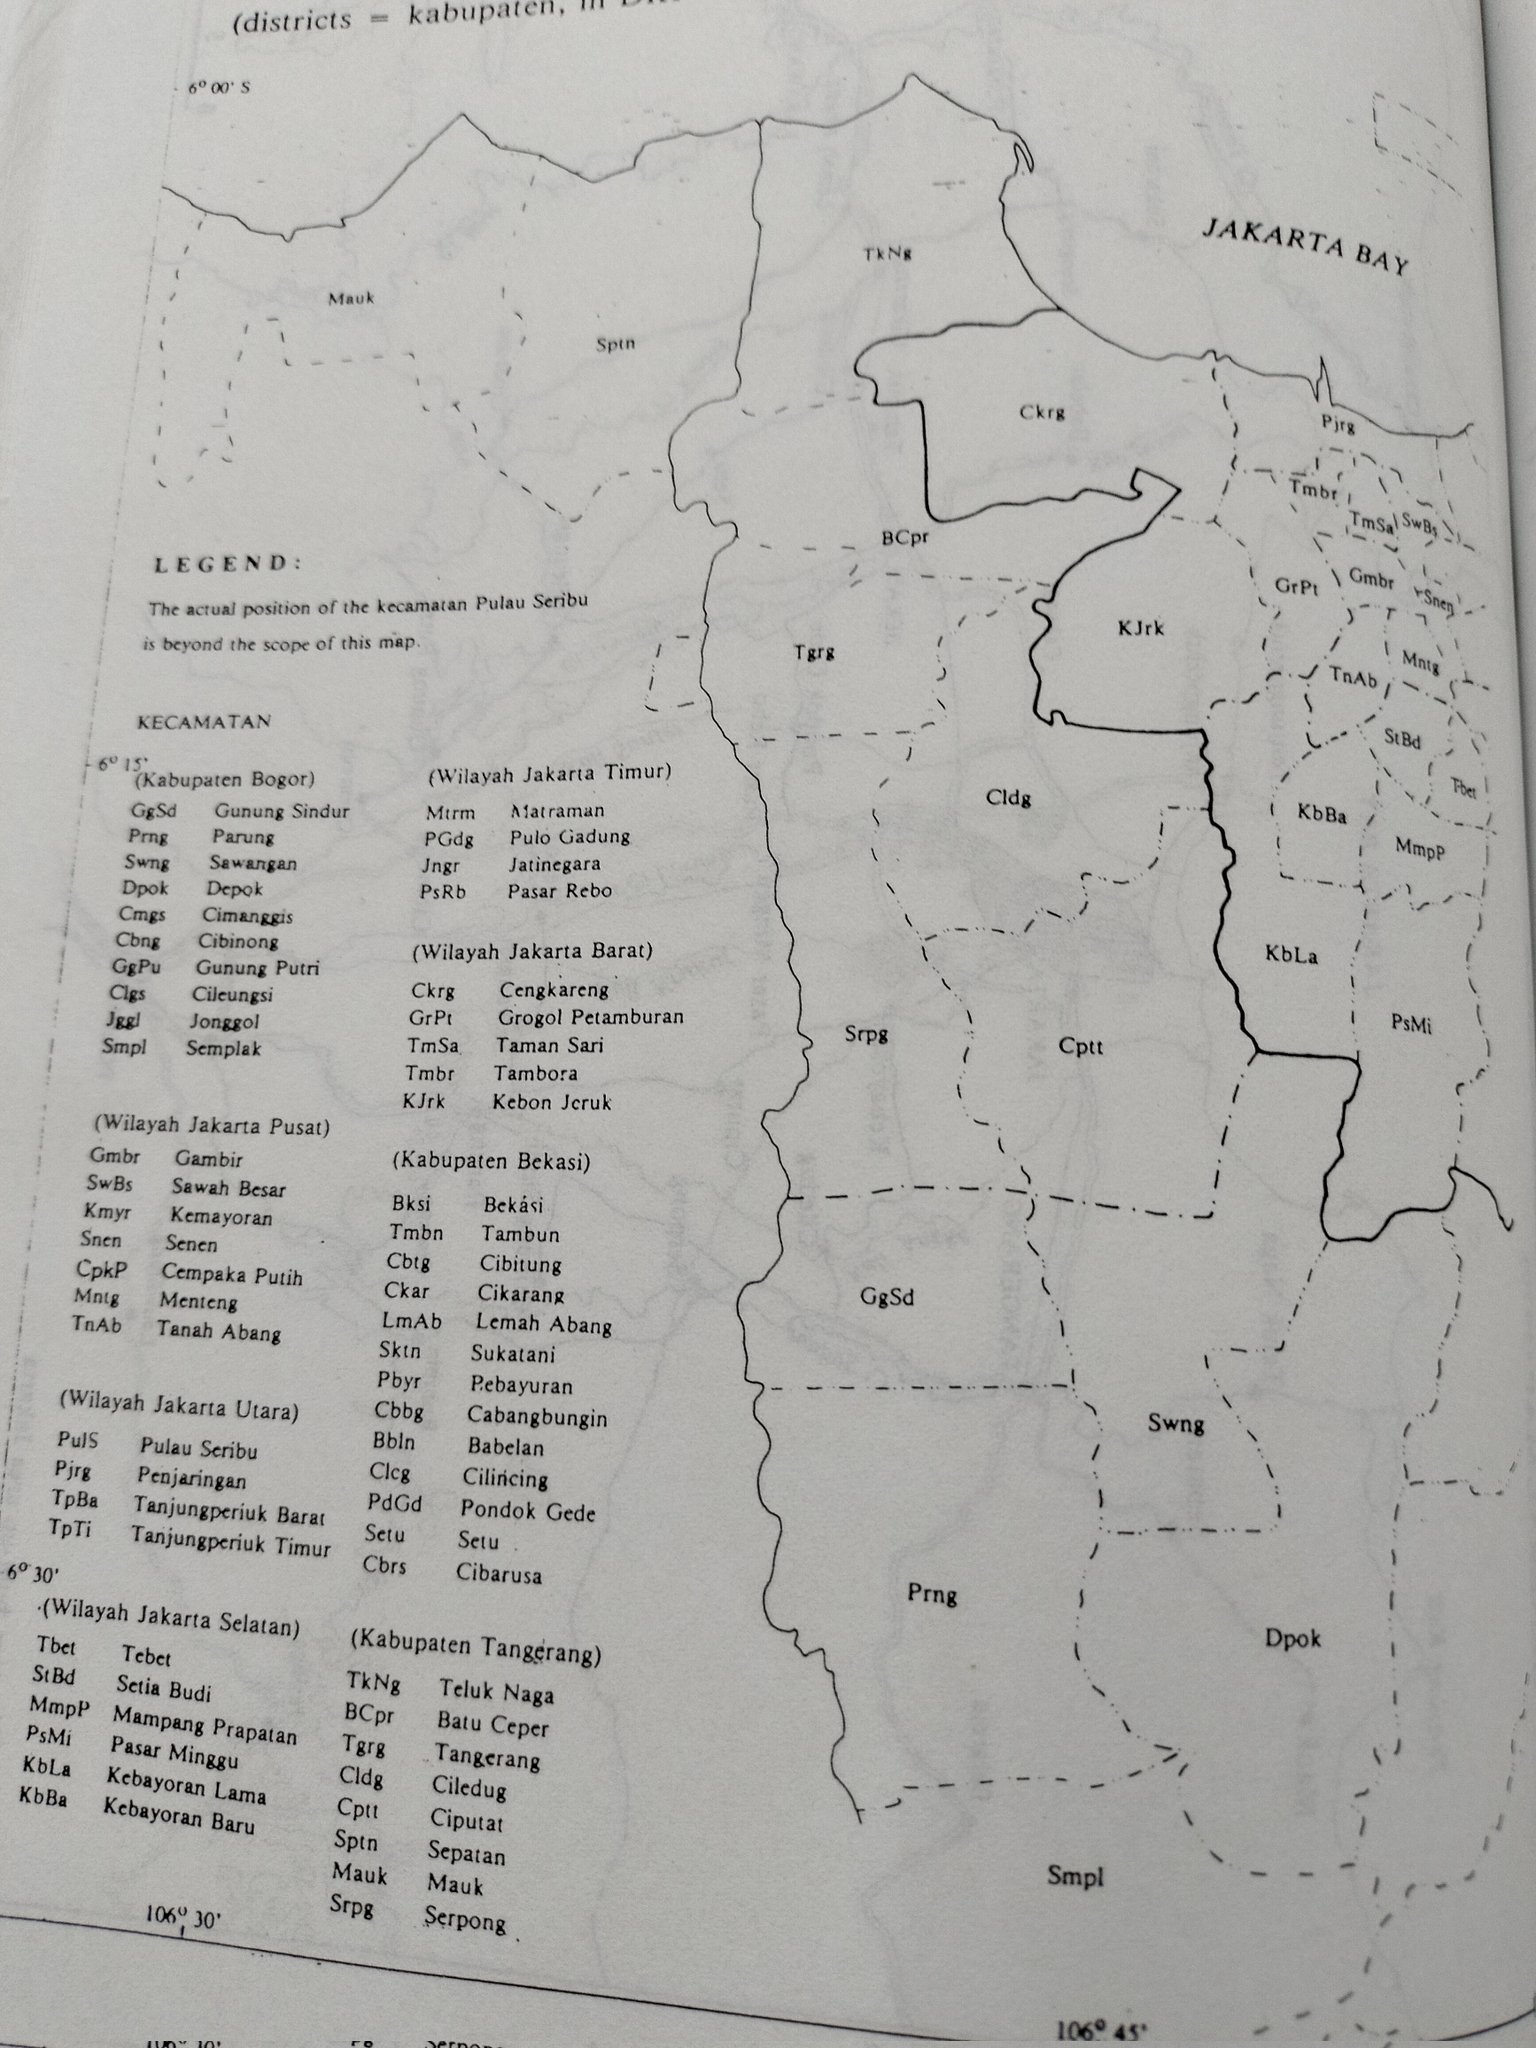 (districts = kabupaten, in
6° 00' S
JAKARTA BAY
TkNg
Mauk
Sptn
Ckrg
Pjrg
Tmbr
TmSa
SwBs
BCpr
GrPt
Gmbr
Snen
KJrk
Tgrg
TnAb
Mntg
StBd
Tbet
Cldg
KbBa
MmpP
KbLa
PsMi
Srpg
Cptt
GgSd
Swng
Prng
Dpok
Smpl
LEGEND:
The actual position of the kecamatan Pulau Seribu
is beyond the scope of this map.
KECAMATAN
6° 15'
(Kabupaten Bogor)
GgSd Gunung Sindur
Prng Parung
Swng Sawangan
Dpok Depok
Cmgs Cimanggis
Cbng Cibinong
GgPu Gunung Putri
Clgs Cileungsi
Jggl Jonggol
Smpl Semplak
(Wilayah Jakarta Pusat)
Gmbr Gambir
SwBs Sawah Besar
Kmyr Kemayoran
Snen Senen
CpkP Cempaka Putih
Mntg Menteng
TnAb Tanah Abang
(Wilayah Jakarta Utara)
PulS Pulau Seribu
Pjrg Penjaringan
TpBa Tanjungperiuk Barat
TpTi Tanjungperiuk Timur
6° 30'
(Wilayah Jakarta Selatan)
Tbet Tebet
StBd Setia Budi
MmpP Mampang Prapatan
PsMi Pasar Minggu
KbLa Kebayoran Lama
KbBa Kebayoran Baru
(Wilayah Jakarta Timur)
Mtrm Matraman
PGdg Pulo Gadung
Jngr Jatinegara
PsRb Pasar Rebo
(Wilayah Jakarta Barat)
Ckrg Cengkareng
GrPt Grogol Petamburan
TmSa Taman Sari
Tmbr Tambora
KJrk Kebon Jeruk
(Kabupaten Bekasi)
Bksi Bekasi
Tmbn Tambun
Cbtg Cibitung
Ckar Cikarang
LmAb Lemah Abang
Sktn Sukatani
Pbyr Pebayuran
Cbbg Cabangbungin
Bbln Babelan
Clcg Cilincing
PdGd Pondok Gede
Setu Setu
Cbrs Cibarusa
(Kabupaten Tangerang)
TkNg Teluk Naga
BCpr Batu Ceper
Tgrg Tangerang
Cldg Ciledug
Cptt Ciputat
Sptn Sepatan
Mauk Mauk
Srpg Serpong
106° 30'
106° 45'